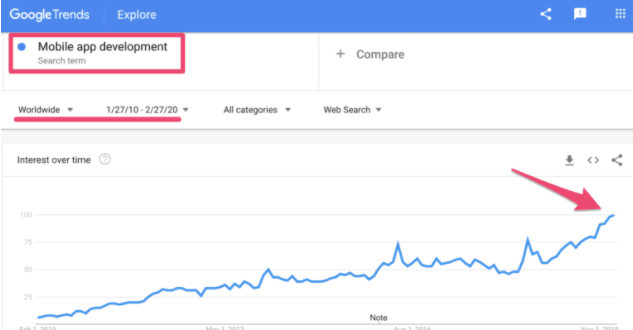 GoogleTrends Explore
Mobile app development
Search term
+ Compare
Worldwide 1/27/10 - 2/27/20 All categories Web Search
Interest over time
100
75
50
25
Note
Feb 1, 2010 May 1, 2013 Aug 1, 2016 Nov 1, 2019